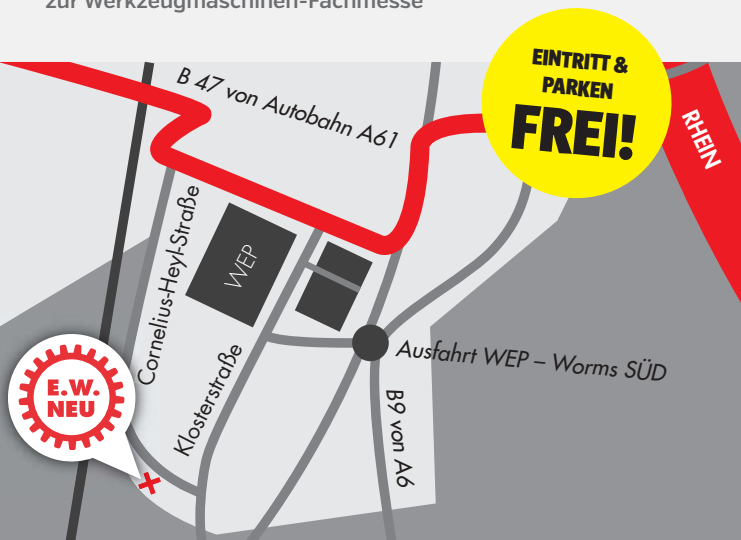 zur Werkzeugmaschinen-Fachmesse
EINTRITT &
PARKEN
FREI!
B 47 von Autobahn A61
RHEIN
Cornelius-Heyl-Straße
WEP
Klosterstraße
Ausfahrt WEP – Worms SÜD
E.W.
NEU
B9 von A6